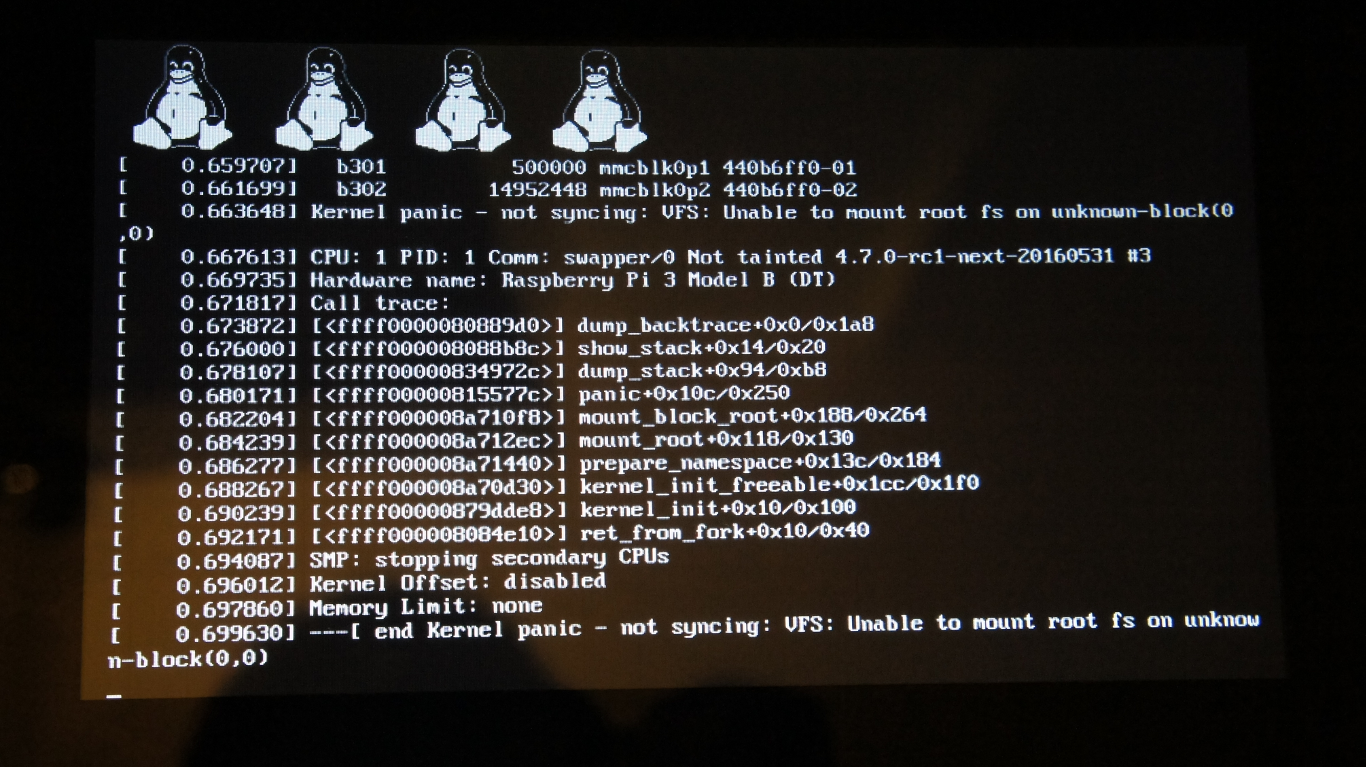 [    0.659707]   b301          500000 mmcblk0p1 440b6ff0-01
[    0.661699]   b302        14952448 mmcblk0p2 440b6ff0-02
[    0.663648] Kernel panic - not syncing: VFS: Unable to mount root fs on unknown-block(0
,0)
[    0.667613] CPU: 1 PID: 1 Comm: swapper/0 Not tainted 4.7.0-rc1-next-20160531 #3
[    0.669735] Hardware name: Raspberry Pi 3 Model B (DT)
[    0.671817] Call trace:
[    0.673872] [<ffff0000080889d0>] dump_backtrace+0x0/0x1a8
[    0.676000] [<ffff000008088b8c>] show_stack+0x14/0x20
[    0.678107] [<ffff00000834972c>] dump_stack+0x94/0xb8
[    0.680171] [<ffff00000815577c>] panic+0x10c/0x250
[    0.682204] [<ffff000008a710f8>] mount_block_root+0x188/0x264
[    0.684239] [<ffff000008a712ec>] mount_root+0x118/0x130
[    0.686277] [<ffff000008a71440>] prepare_namespace+0x13c/0x184
[    0.688267] [<ffff000008a70d30>] kernel_init_freeable+0x1cc/0x1f0
[    0.690239] [<ffff00000879dde8>] kernel_init+0x10/0x100
[    0.692171] [<ffff000008084e10>] ret_from_fork+0x10/0x40
[    0.694087] SMP: stopping secondary CPUs
[    0.696012] Kernel Offset: disabled
[    0.697860] Memory Limit: none
[    0.699630] ---[ end Kernel panic - not syncing: VFS: Unable to mount root fs on unknow
n-block(0,0)